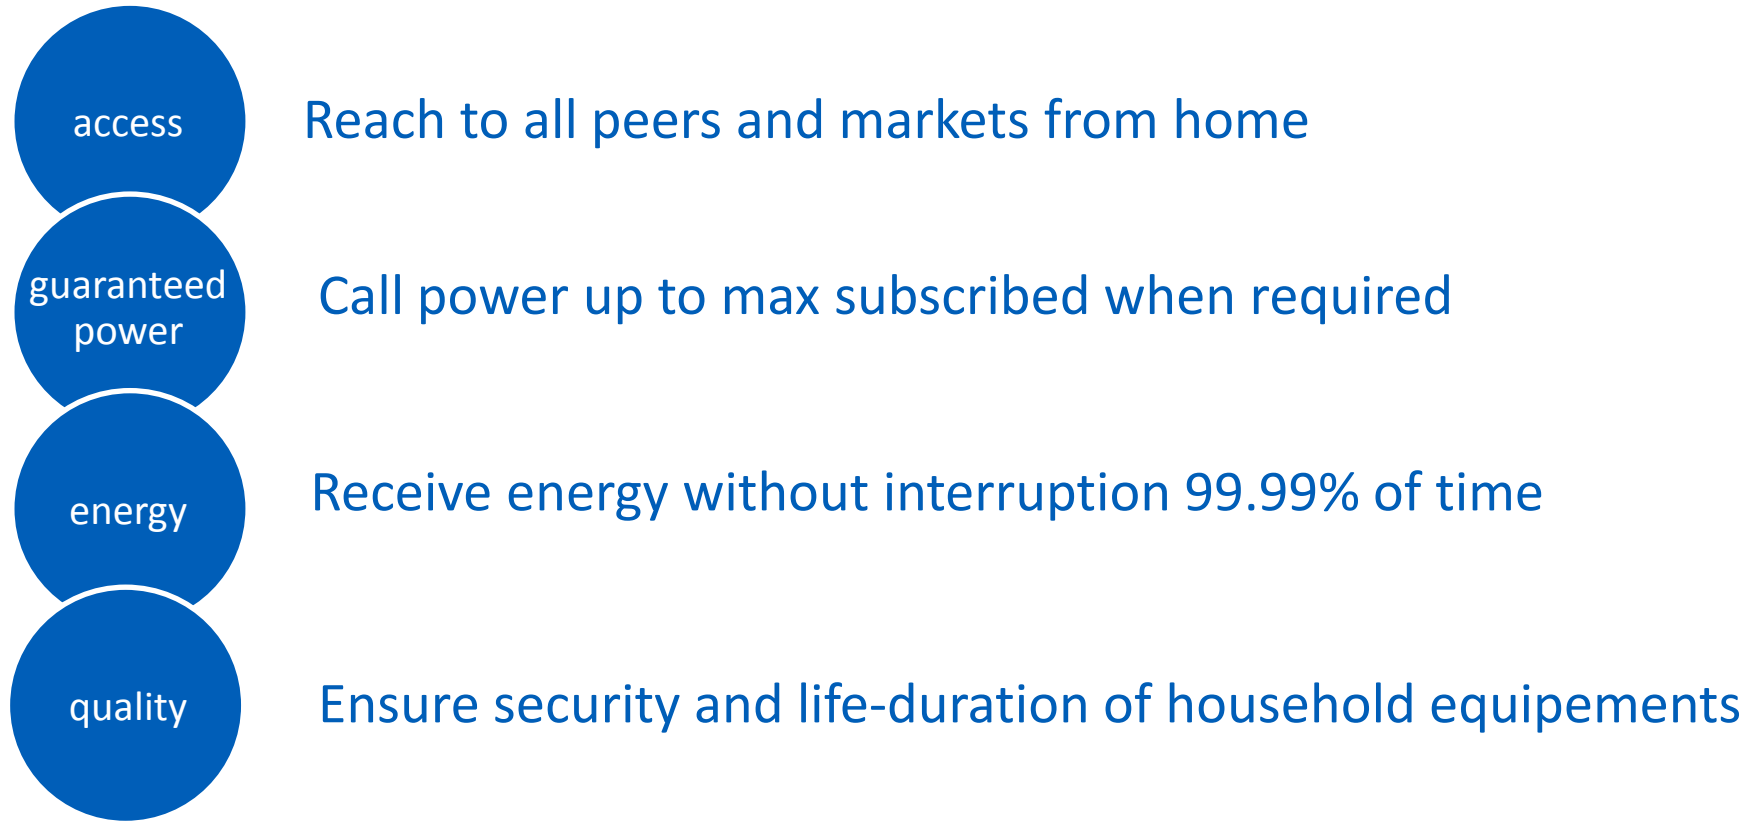 access
Reach to all peers and markets from home
guaranteed
power
Call power up to max subscribed when required
energy
Receive energy without interruption 99.99% of time
quality
Ensure security and life-duration of household equipements